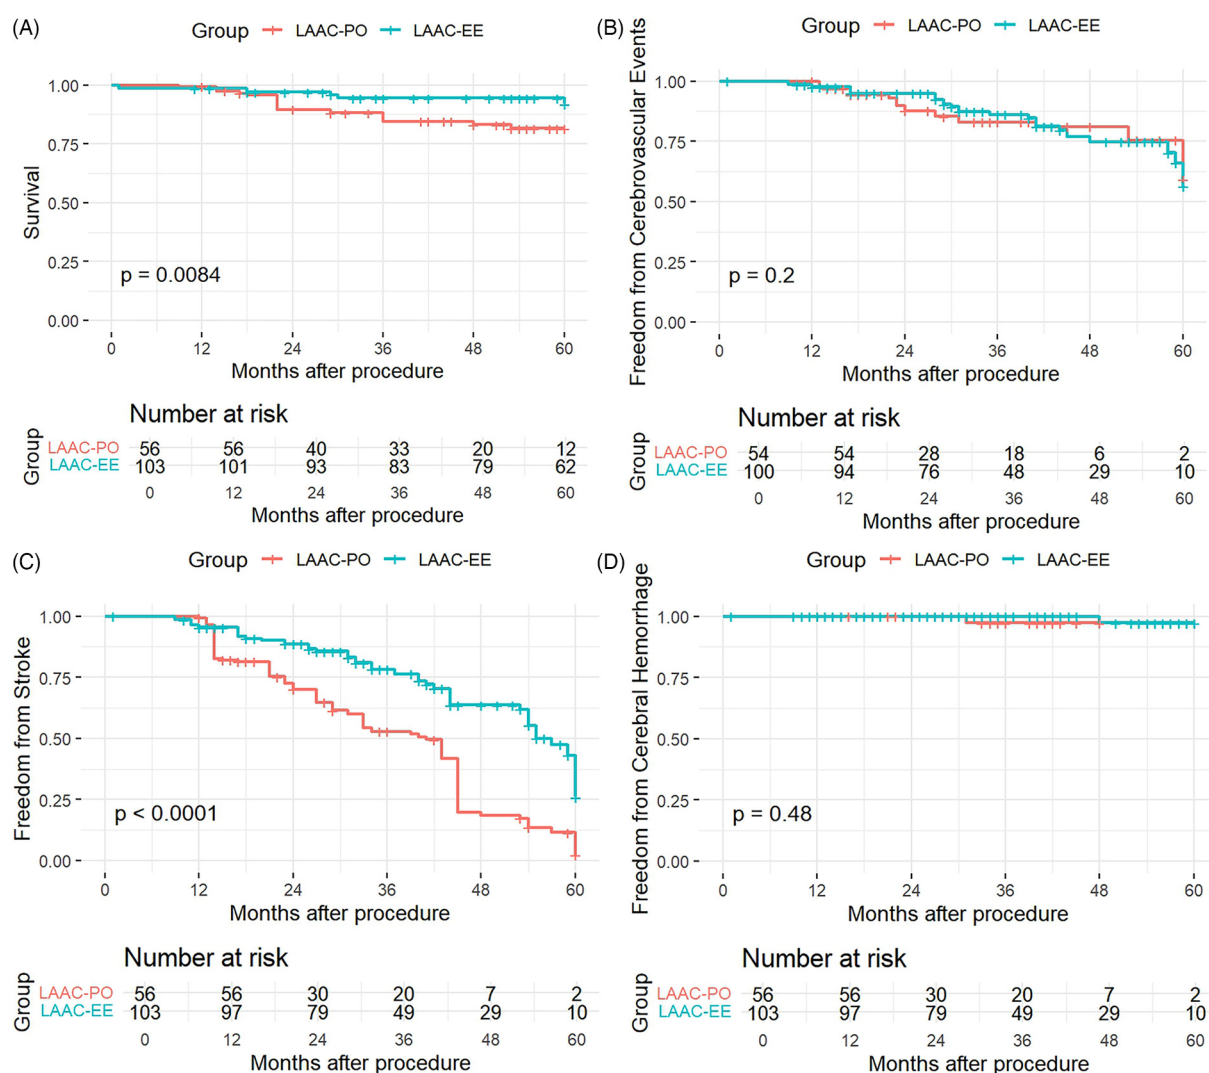 (A)
Group LAAC-PO LAAC-EE
Survival
1.00
0.75
0.50
0.25
0.00
p = 0.0084
0 12 24 36 48 60
Months after procedure
Number at risk
Group
LAAC-PO 56 56 40 33 20 12
LAAC-EE 103 101 93 83 79 62
0 12 24 36 48 60
Months after procedure
(B)
Group LAAC-PO LAAC-EE
Freedom from Cerebrovascular Events
1.00
0.75
0.50
0.25
0.00
p = 0.2
0 12 24 36 48 60
Months after procedure
Number at risk
Group
LAAC-PO 54 54 28 18 6 2
LAAC-EE 100 94 76 48 29 10
0 12 24 36 48 60
Months after procedure
(C)
Group LAAC-PO LAAC-EE
Freedom from Stroke
1.00
0.75
0.50
0.25
0.00
p < 0.0001
0 12 24 36 48 60
Months after procedure
Number at risk
Group
LAAC-PO 56 56 30 20 7 2
LAAC-EE 103 97 79 49 29 10
0 12 24 36 48 60
Months after procedure
(D)
Group LAAC-PO LAAC-EE
Freedom from Cerebral Hemorrhage
1.00
0.75
0.50
0.25
0.00
p = 0.48
0 12 24 36 48 60
Months after procedure
Number at risk
Group
LAAC-PO 56 56 30 20 7 2
LAAC-EE 103 97 79 49 29 10
0 12 24 36 48 60
Months after procedure